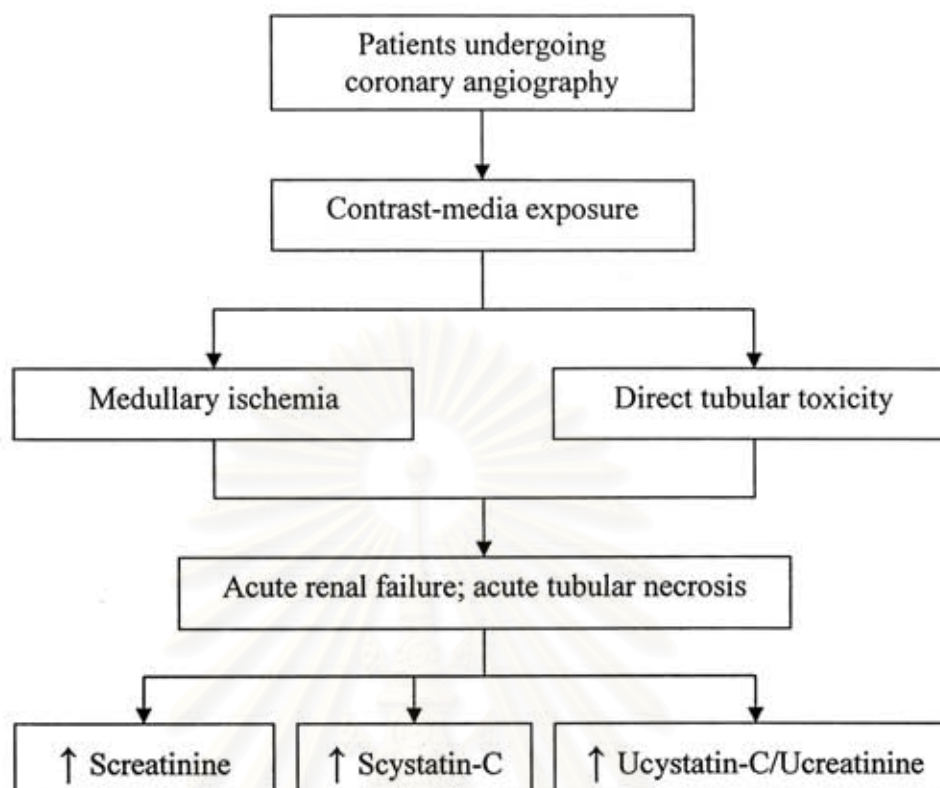 Patients undergoing
coronary angiography
Contrast-media exposure
Medullary ischemia
Direct tubular toxicity
Acute renal failure; acute tubular necrosis
↑ Screatinine
↑ Scystatin-C
↑ Ucystatin-C/Ucreatinine